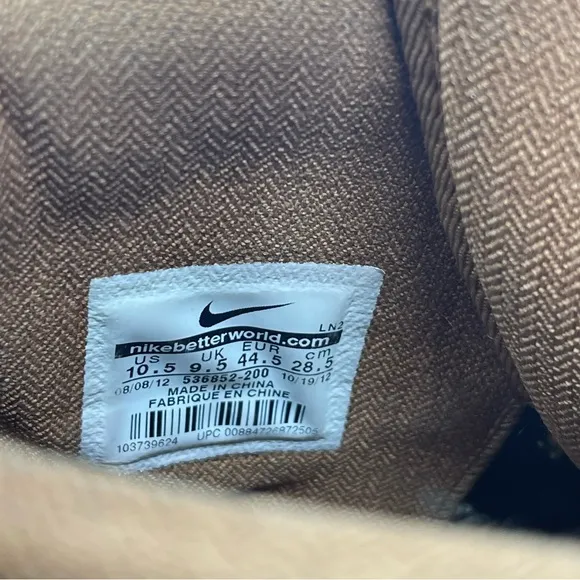 LN2
nikebetterworld.com
US UK EUR cm
10.5 9.5 44.5 28.5
08/08/12 536852-200 10/19/12
MADE IN CHINA
FABRIQUE EN CHINE
103739624 UPC 00884726972505